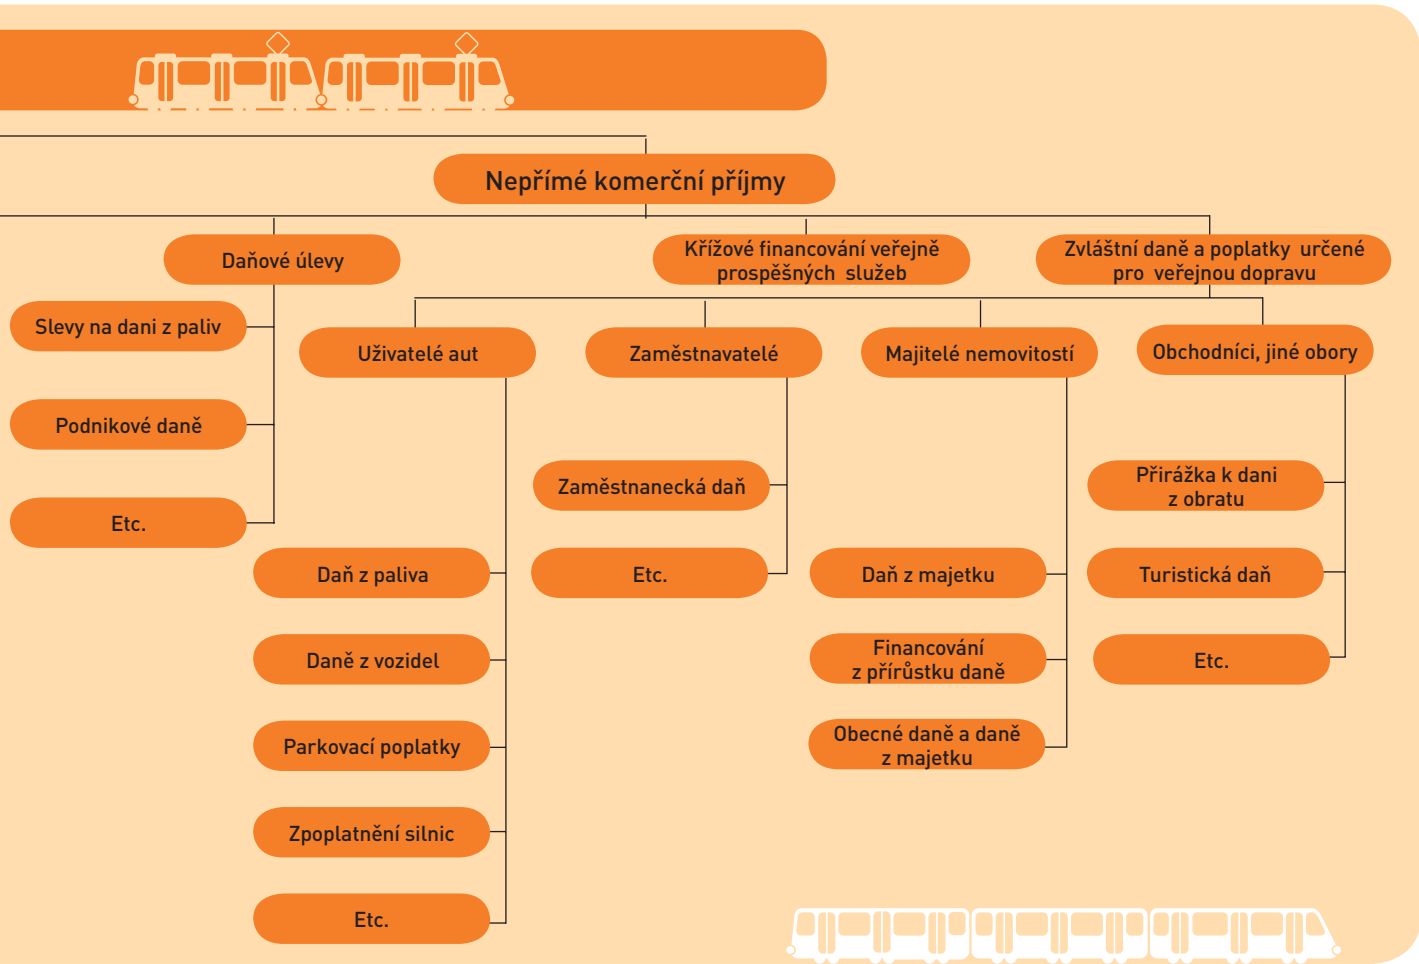 Nepřímé komerční příjmy
Daňové úlevy
Křížové financování veřejně
prospěšných služeb
Zvláštní daně a poplatky určené
pro veřejnou dopravu
Slevy na dani z paliv
Podnikové daně
Etc.
Uživatelé aut
Zaměstnavatelé
Majitelé nemovitostí
Obchodníci, jiné obory
Daň z paliva
Daně z vozidel
Parkovací poplatky
Zpoplatnění silnic
Etc.
Zaměstnanecká daň
Etc.
Daň z majetku
Financování
z přírůstku daně
Obecné daně a daně
z majetku
Přirážka k dani
z obratu
Turistická daň
Etc.